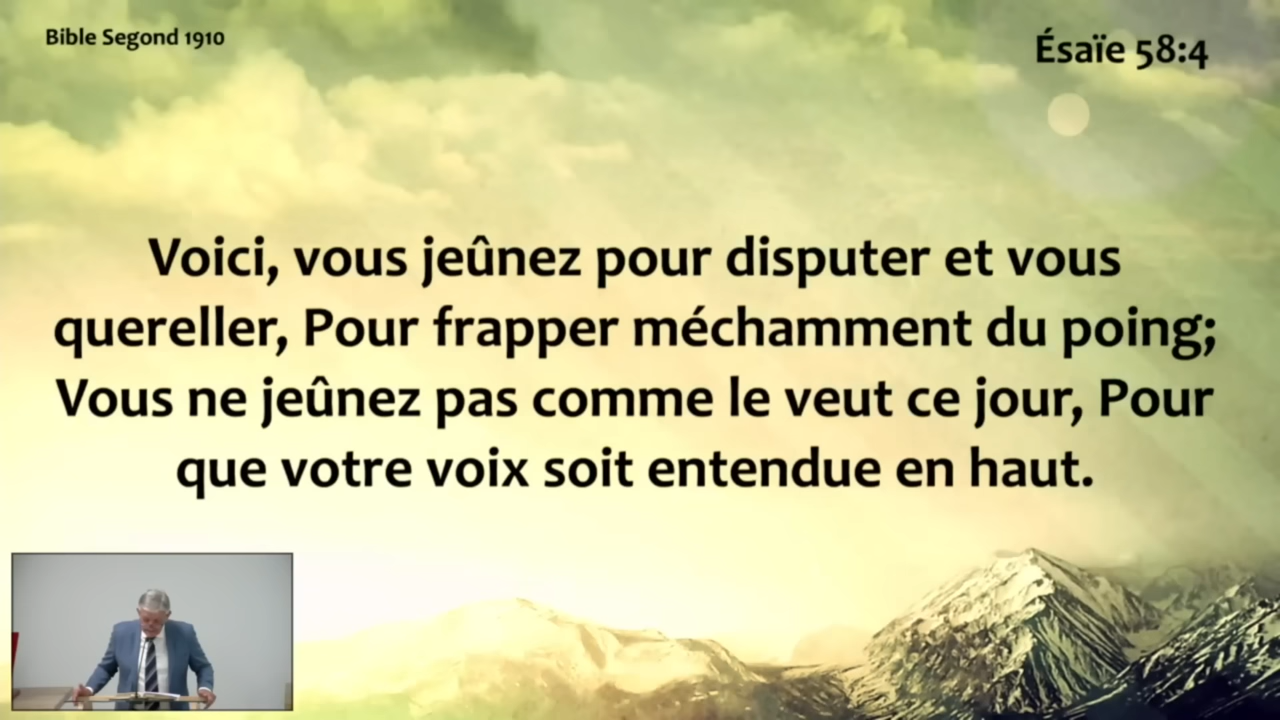 Bible Segond 1910
Ésaïe 58:4
Voici, vous jeûnez pour disputer et vous
quereller, Pour frapper méchamment du poing;
Vous ne jeûnez pas comme le veut ce jour, Pour
que votre voix soit entendue en haut.